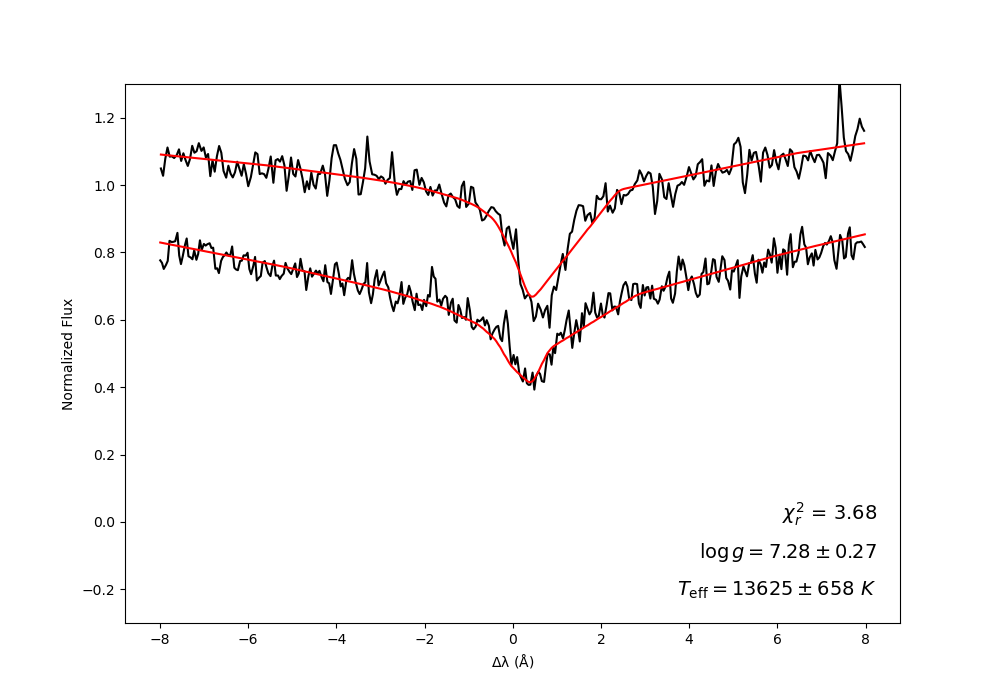 1.2
1.0
0.8
0.6
0.4
0.2
0.0
−0.2
Normalized Flux
χ²ᵣ = 3.68
log g = 7.28 ± 0.27
T_eff = 13625 ± 658 K
−8 −6 −4 −2 0 2 4 6 8
Δλ (Å)